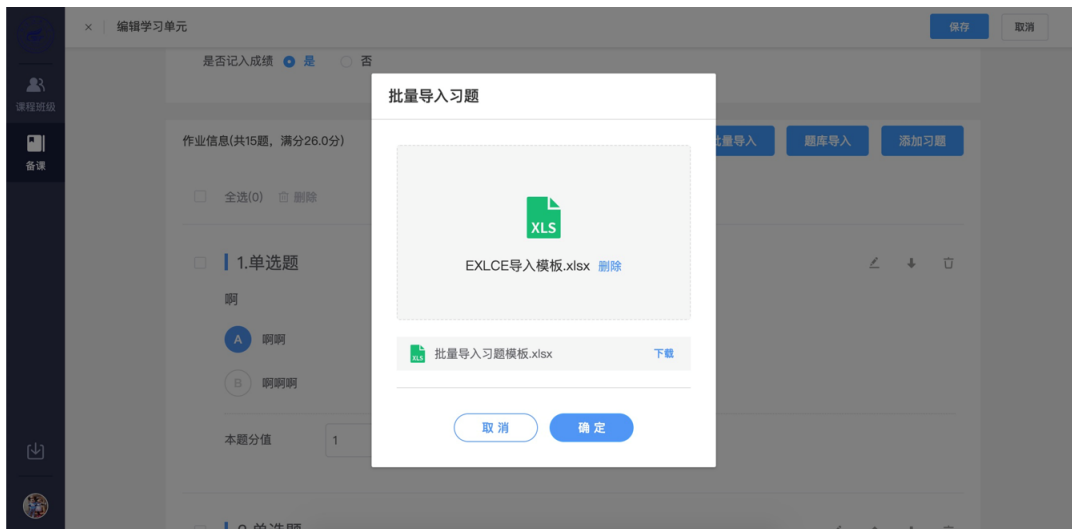 × 编辑学习单元 保存 取消
是否记入成绩 是 否
课程班级
备课
批量导入习题
作业信息(共15题，满分26.0分)
批量导入 题库导入 添加习题
全选(0) 删除
XLS
EXLCE导入模板.xlsx 删除
1.单选题
啊
A 啊啊
XLS 批量导入习题模板.xlsx 下载
B 啊啊啊
取消 确定
本题分值 1
2.单选题